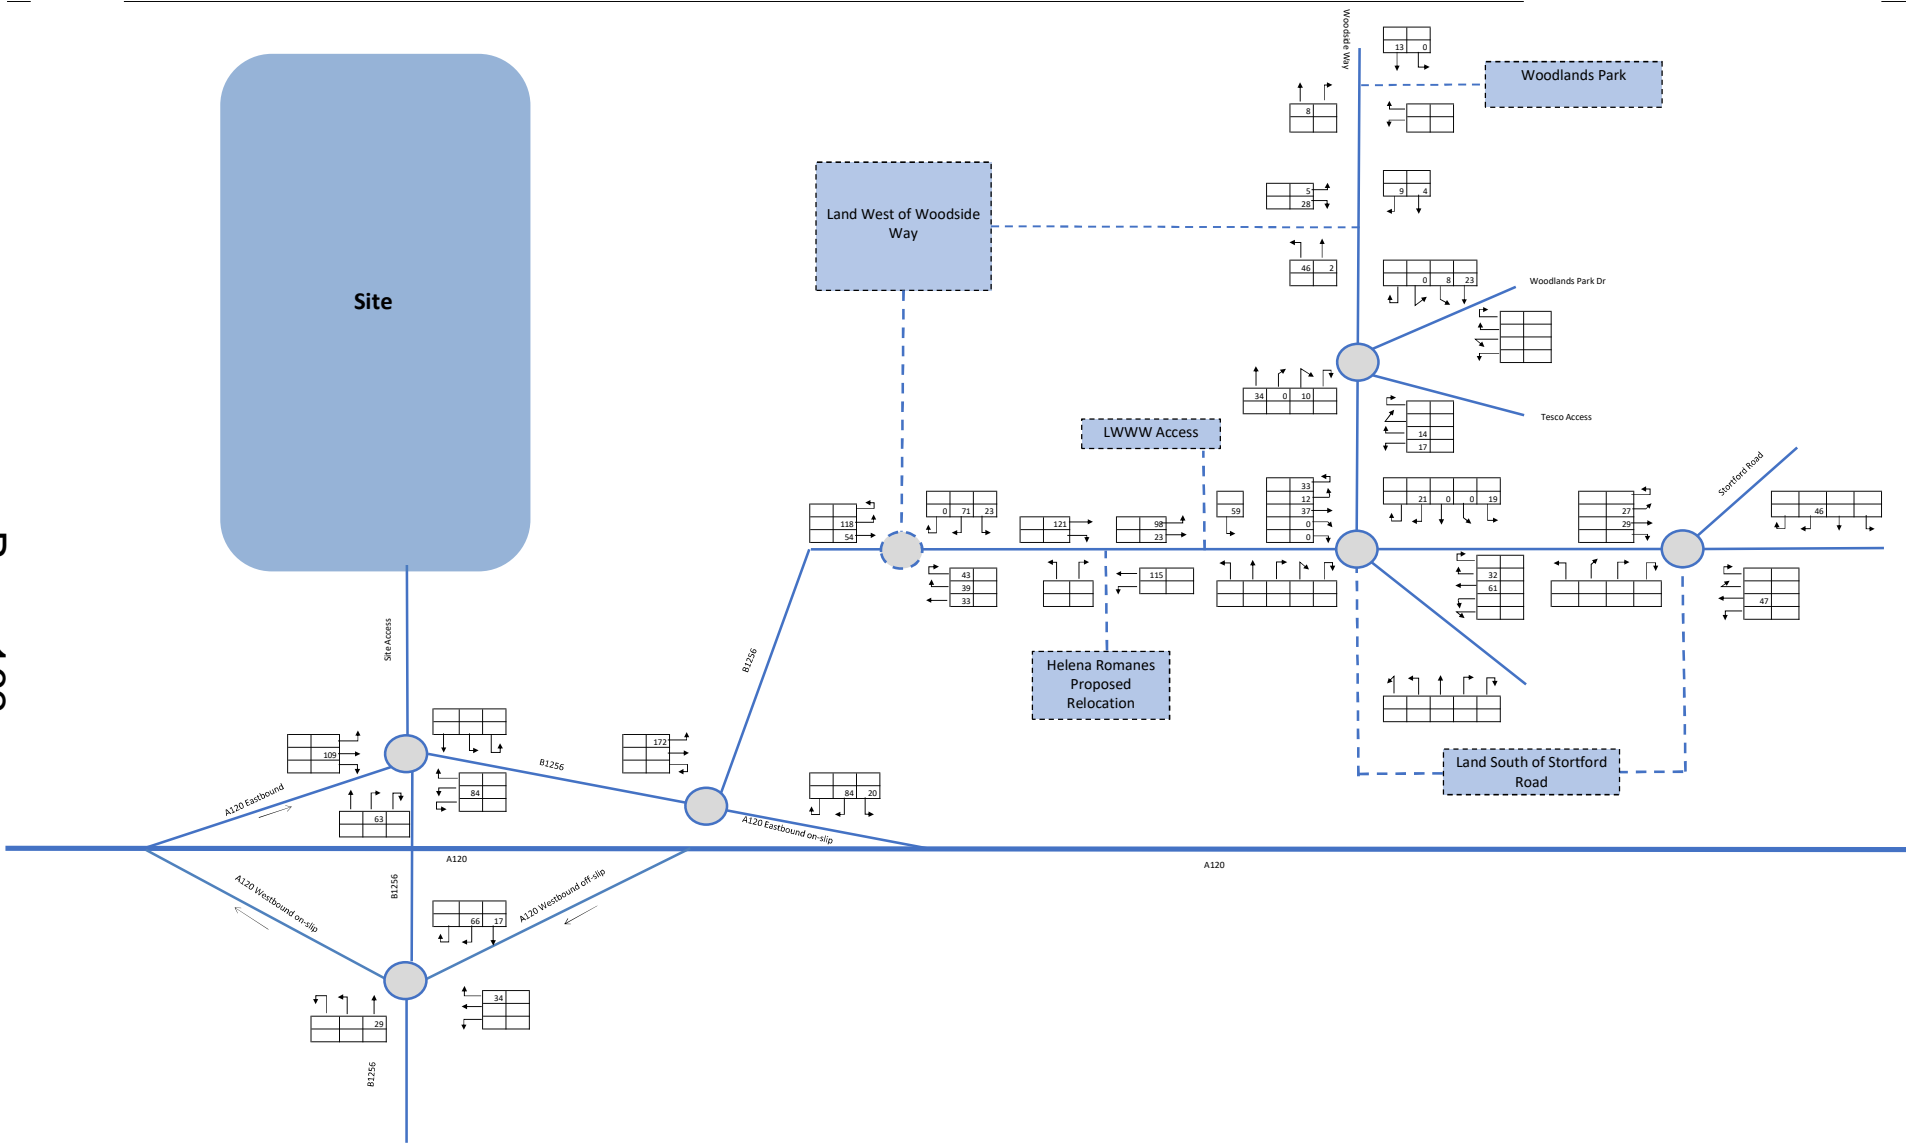 Woodside Way
13 0
Woodlands Park
8
5
28
9 4
Land West of Woodside
Way
46 2
0 8 23
Woodlands Park Dr
Site
34 0 10
Tesco Access
14
17
LWWW Access
Stortford Road
33
12
37
0
0
21 0 0 19
27
29
46
118
54
0 71 23
121
98
23
59
43
39
33
115
32
61
47
Site Access
B1256
Helena Romanes
Proposed
Relocation
109
84
63
B1256
172
84 20
Land South of Stortford
Road
A120 Eastbound
A120 Eastbound on-slip
A120
A120
B1256
A120 Westbound on-slip
A120 Westbound off-slip
66 17
34
29
B1256